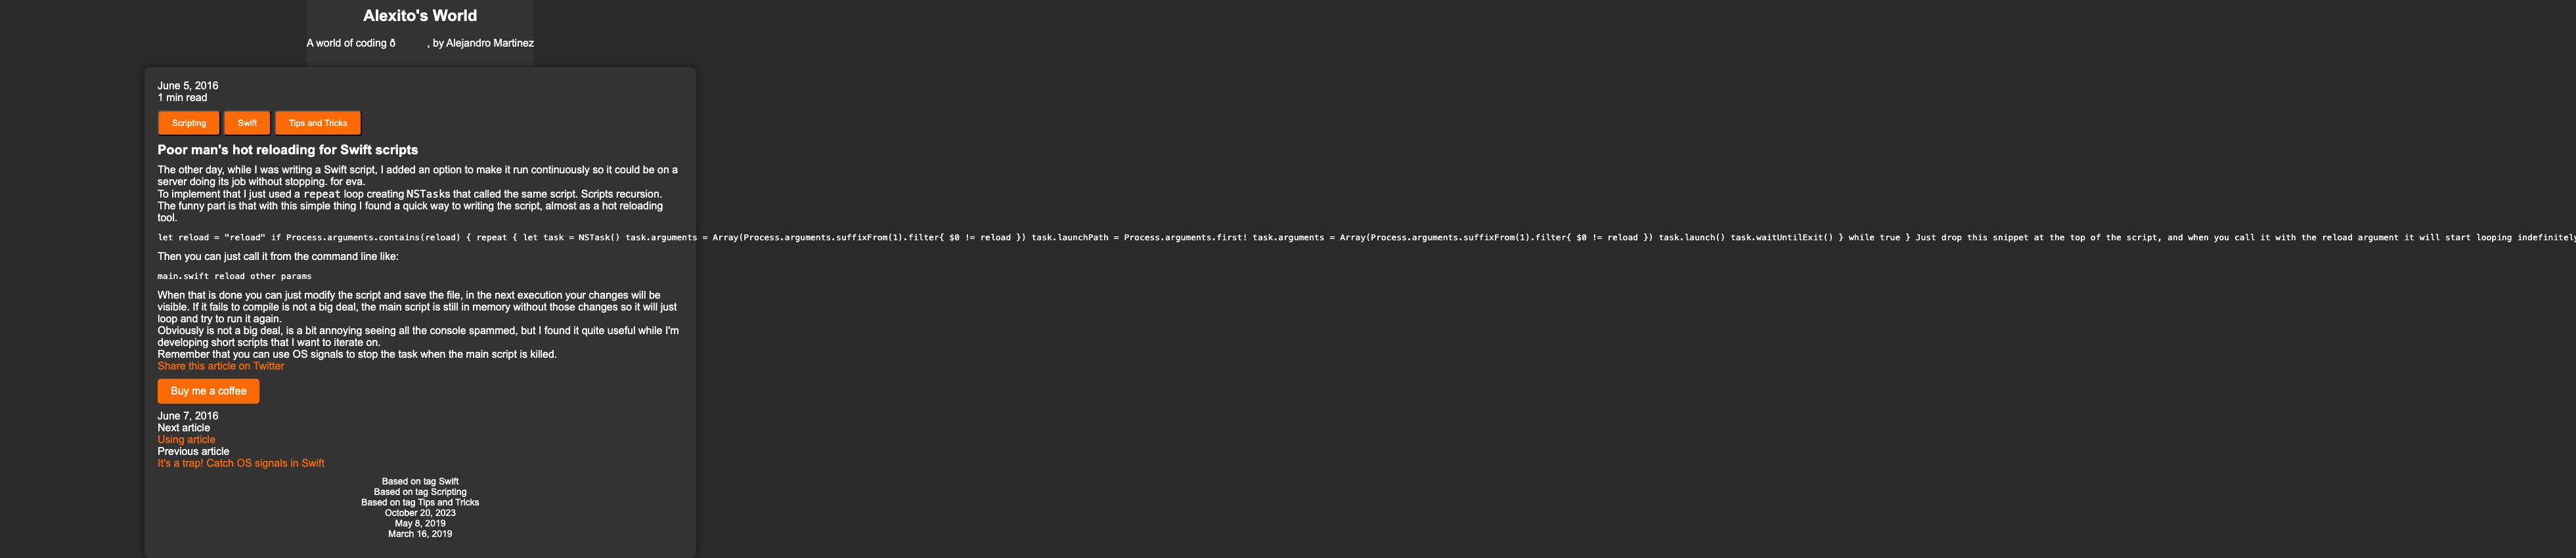 Alexito's World
A world of coding ð , by Alejandro Martinez
June 5, 2016
1 min read
Scripting Swift Tips and Tricks
Poor man's hot reloading for Swift scripts
The other day, while I was writing a Swift script, I added an option to make it run continuously so it could be on a
server doing its job without stopping. for eva.
To implement that I just used a repeat loop creating NSTasks that called the same script. Scripts recursion.
The funny part is that with this simple thing I found a quick way to writing the script, almost as a hot reloading
tool.
let reload = "reload" if Process.arguments.contains(reload) { repeat { let task = NSTask() task.arguments = Array(Process.arguments.suffixFrom(1).filter{ $0 != reload }) task.launchPath = Process.arguments.first! task.arguments = Array(Process.arguments.suffixFrom(1).filter{ $0 != reload }) task.launch() task.waitUntilExit() } while true } Just drop this snippet at the top of the script, and when you call it with the reload argument it will start looping indefinitely
Then you can just call it from the command line like:
main.swift reload other params
When that is done you can just modify the script and save the file, in the next execution your changes will be
visible. If it fails to compile is not a big deal, the main script is still in memory without those changes so it will just
loop and try to run it again.
Obviously is not a big deal, is a bit annoying seeing all the console spammed, but I found it quite useful while I'm
developing short scripts that I want to iterate on.
Remember that you can use OS signals to stop the task when the main script is killed.
Share this article on Twitter
Buy me a coffee
June 7, 2016
Next article
Using article
Previous article
It's a trap! Catch OS signals in Swift
Based on tag Swift
Based on tag Scripting
Based on tag Tips and Tricks
October 20, 2023
May 8, 2019
March 16, 2019